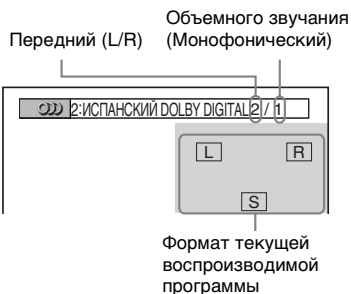 Объемного звучания
Передний (L/R) (Монофонический)
2:ИСПАНСКИЙ DOLBY DIGITAL 2 / 1
L R
S
Формат текущей
воспроизводимой
программы